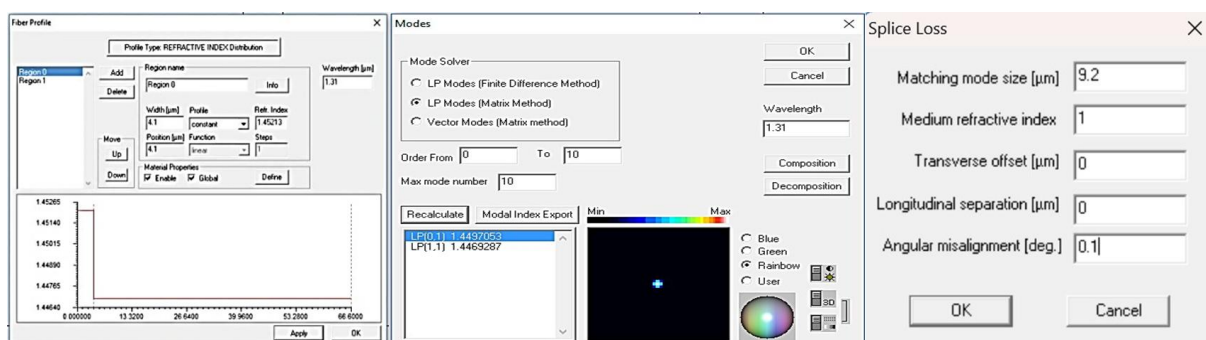 Fiber Profile
Profile Type: REFRACTIVE INDEX Distribution
Region 0
Region 1
Add
Delete
Move
Up
Down
Region name
Region 0
Info
Wavelength [µm]
1.31
Width [µm]
Profile
Refr. Index
4.1
constant
1.45213
Position [µm]
Function
Steps
4.1
linear
1
Material Properties
Enable
Global
Define
1.45265
1.45140
1.45015
1.44890
1.44765
1.44640
0.000000
13.3200
26.6400
39.9600
53.2800
66.6000
Apply
OK
Modes
Mode Solver
LP Modes (Finite Difference Method)
LP Modes (Matrix Method)
Vector Modes (Matrix method)
OK
Cancel
Wavelength
1.31
Order From 0 To 10
Max mode number 10
Composition
Decomposition
Recalculate
Modal Index Export
Min
Max
LP(0,1) 1.4497053
LP(1,1) 1.4469287
Blue
Green
Rainbow
User
3D
Splice Loss
Matching mode size [µm] 9.2
Medium refractive index 1
Transverse offset [µm] 0
Longitudinal separation [µm] 0
Angular misalignment [deg.] 0.1
OK
Cancel